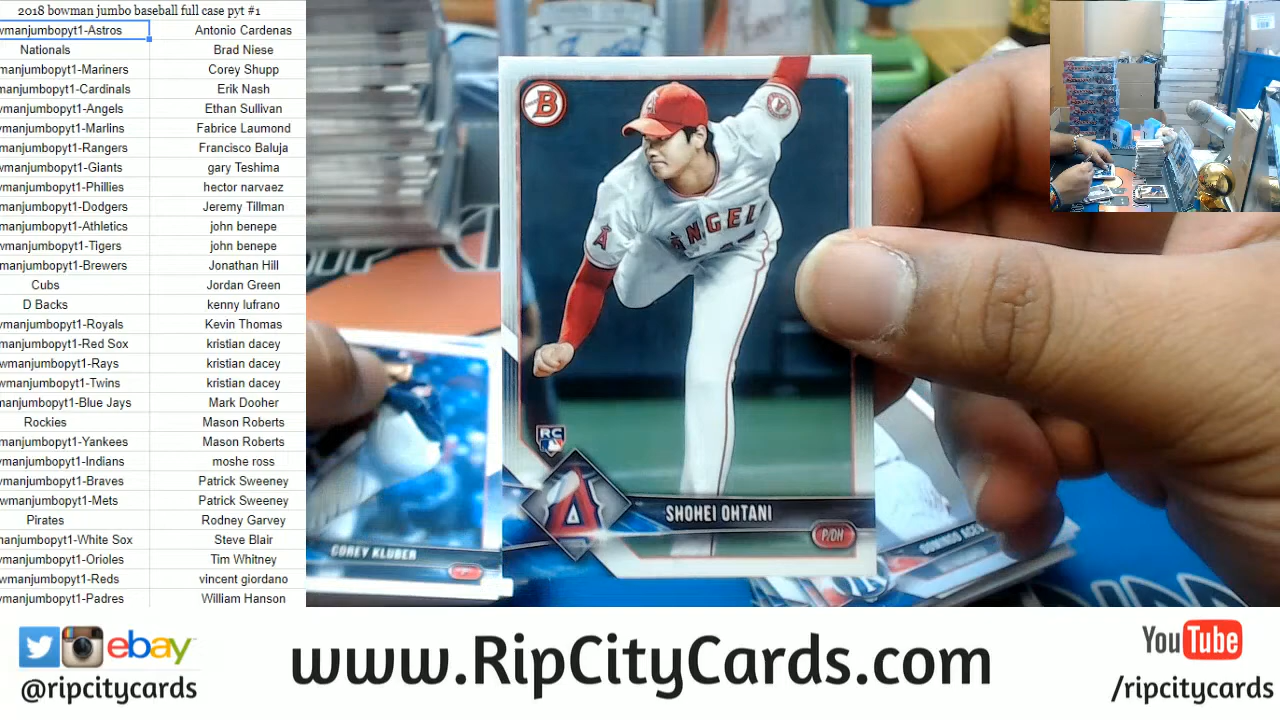 2018 bowman jumbo baseball full case pyt #1
wmanjumbopyt1-Astros Antonio Cardenas
Nationals Brad Niese
manjumbopyt1-Mariners Corey Shupp
manjumbopyt1-Cardinals Erik Nash
wmanjumbopyt1-Angels Ethan Sullivan
wmanjumbopyt1-Marlins Fabrice Laumond
manjumbopyt1-Rangers Francisco Baluja
wmanjumbopyt1-Giants gary Teshima
manjumbopyt1-Phillies hector narvaez
manjumbopyt1-Dodgers Jeremy Tillman
manjumbopyt1-Athletics john benepe
wmanjumbopyt1-Tigers john benepe
manjumbopyt1-Brewers Jonathan Hill
Cubs Jordan Green
D Backs kenny lufrano
wmanjumbopyt1-Royals Kevin Thomas
manjumbopyt1-Red Sox kristian dacey
wmanjumbopyt1-Rays kristian dacey
wmanjumbopyt1-Twins kristian dacey
manjumbopyt1-Blue Jays Mark Dooher
Rockies Mason Roberts
manjumbopyt1-Yankees Mason Roberts
wmanjumbopyt1-Indians moshe ross
wmanjumbopyt1-Braves Patrick Sweeney
wmanjumbopyt1-Mets Patrick Sweeney
Pirates Rodney Garvey
manjumbopyt1-White Sox Steve Blair
wmanjumbopyt1-Orioles Tim Whitney
wmanjumbopyt1-Reds vincent giordano
wmanjumbopyt1-Padres William Hanson
B
A
ANGEL
A
RC
A
SHOHEI OHTANI
P/DH
COREY KLUBER
P
ebay
@ripcitycards
www.RipCityCards.com
YouTube
/ripcitycards